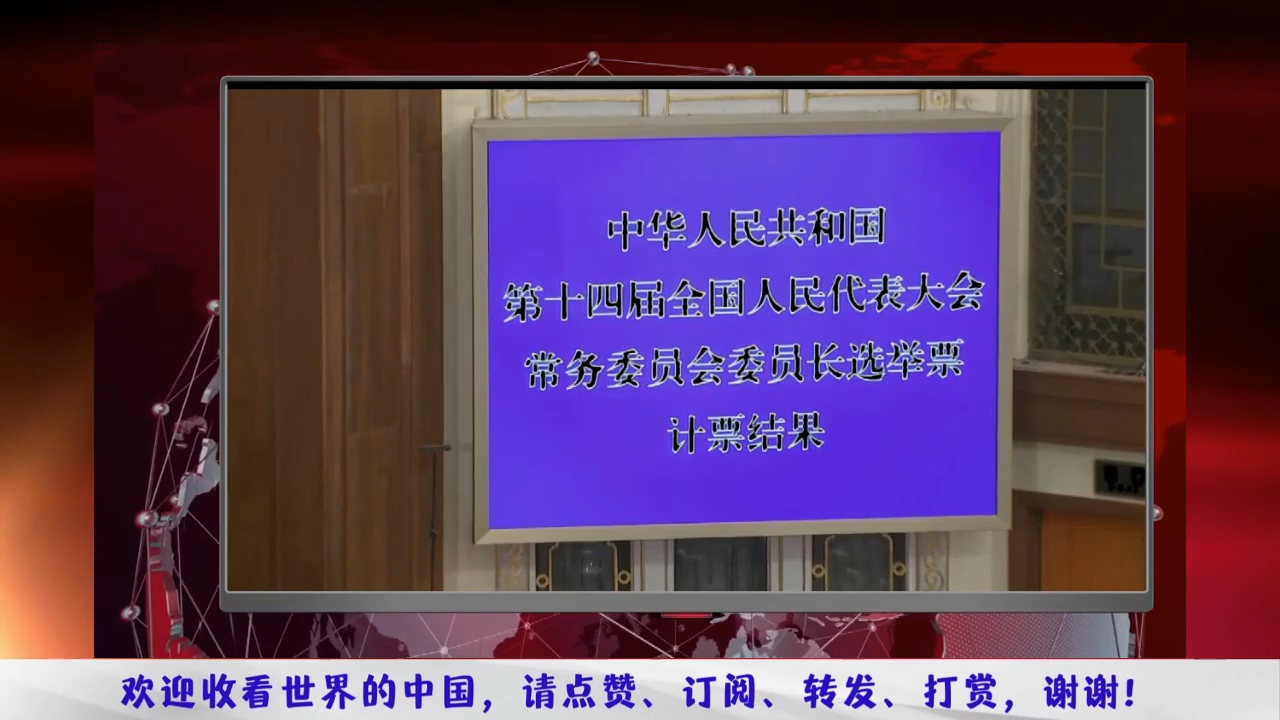 中华人民共和国
第十四届全国人民代表大会
常务委员会委员长选举票
计票结果
欢迎收看世界的中国，请点赞、订阅、转发、打赏，谢谢！